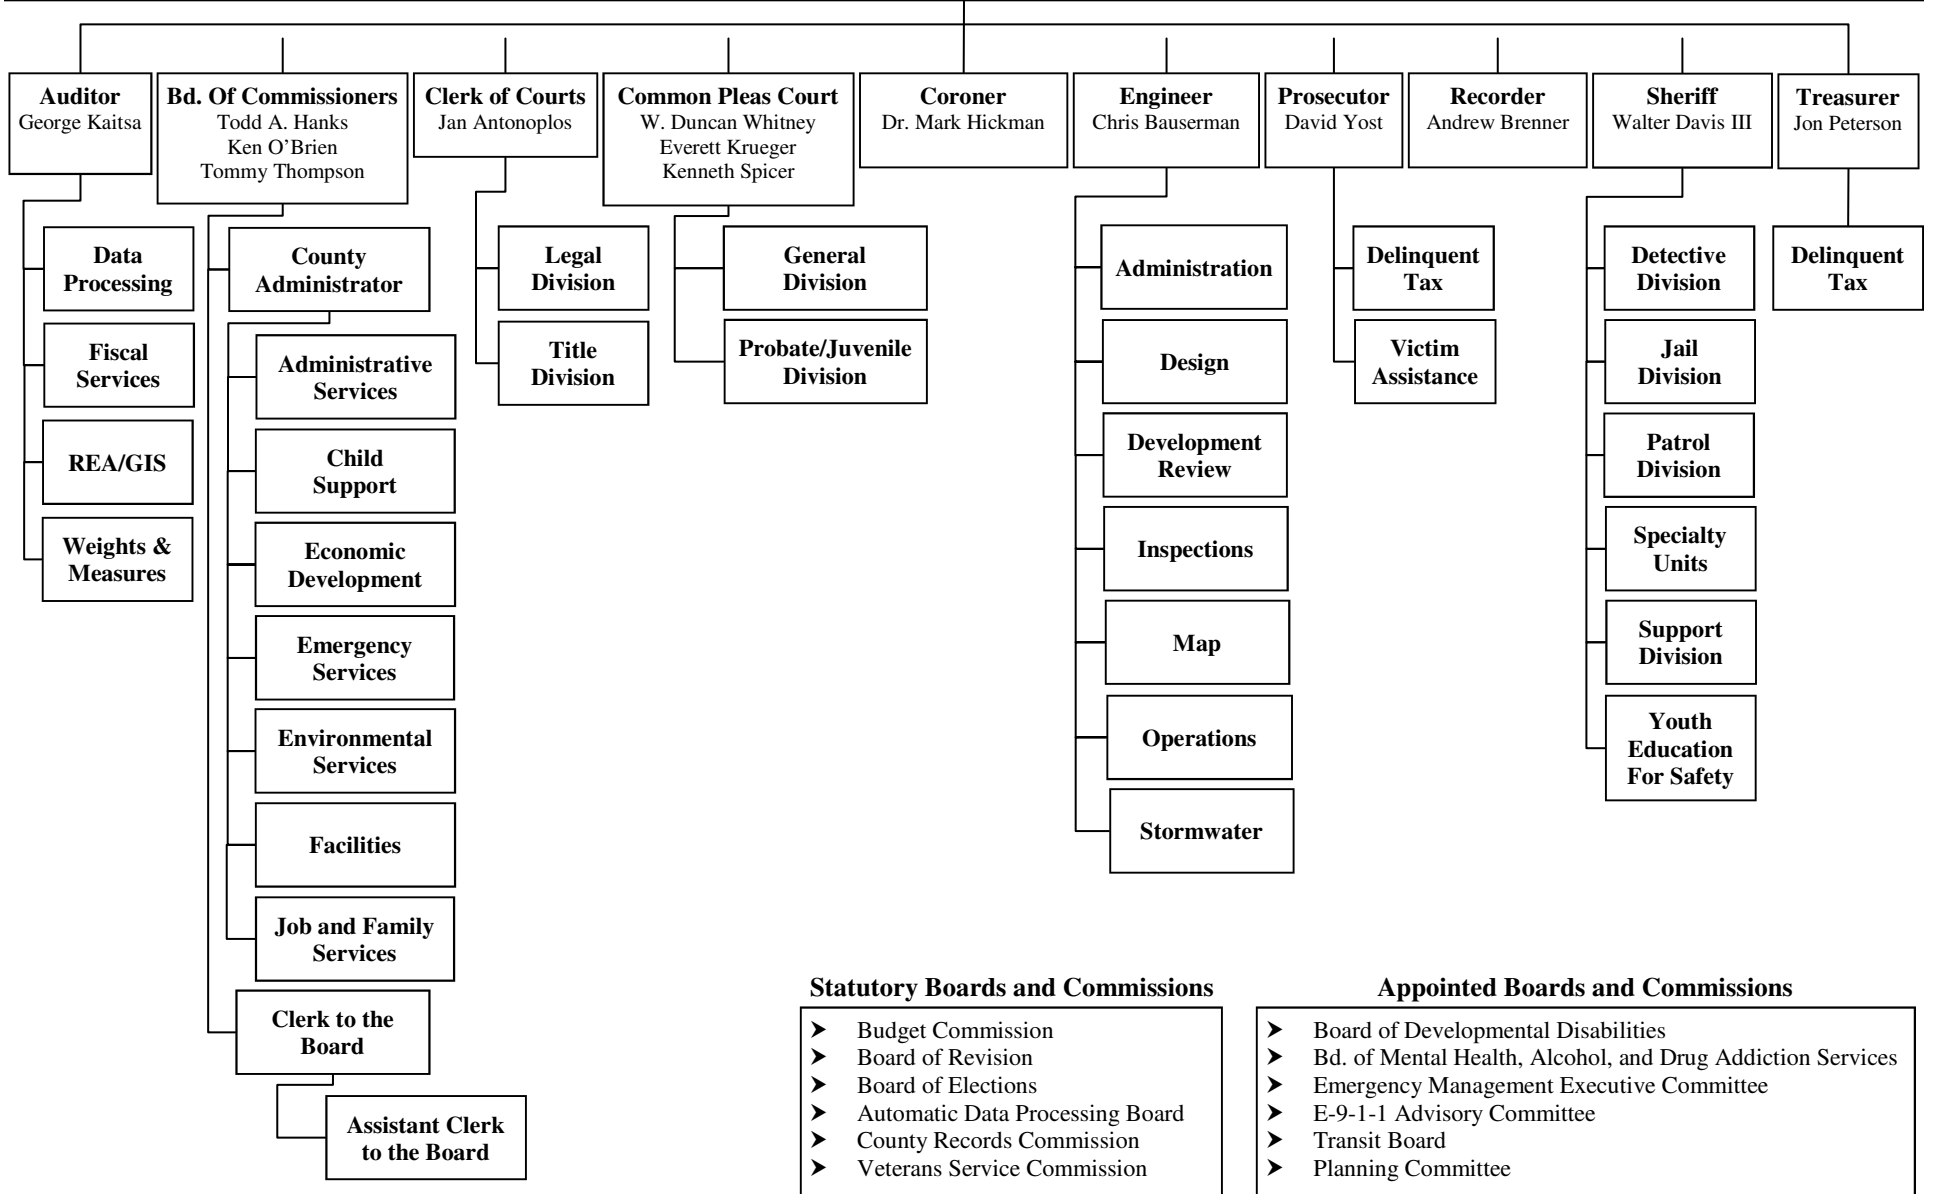 Auditor
George Kaitsa
Bd. Of Commissioners
Todd A. Hanks
Ken O’Brien
Tommy Thompson
Clerk of Courts
Jan Antonoplos
Common Pleas Court
W. Duncan Whitney
Everett Krueger
Kenneth Spicer
Coroner
Dr. Mark Hickman
Engineer
Chris Bauserman
Prosecutor
David Yost
Recorder
Andrew Brenner
Sheriff
Walter Davis III
Treasurer
Jon Peterson
Data
Processing
Fiscal
Services
REA/GIS
Weights &
Measures
County
Administrator
Administrative
Services
Child
Support
Economic
Development
Emergency
Services
Environmental
Services
Facilities
Job and Family
Services
Clerk to the
Board
Assistant Clerk
to the Board
Legal
Division
Title
Division
General
Division
Probate/Juvenile
Division
Administration
Design
Development
Review
Inspections
Map
Operations
Stormwater
Delinquent
Tax
Victim
Assistance
Detective
Division
Jail
Division
Patrol
Division
Specialty
Units
Support
Division
Youth
Education
For Safety
Delinquent
Tax
Statutory Boards and Commissions
➤ Budget Commission
➤ Board of Revision
➤ Board of Elections
➤ Automatic Data Processing Board
➤ County Records Commission
➤ Veterans Service Commission
Appointed Boards and Commissions
➤ Board of Developmental Disabilities
➤ Bd. of Mental Health, Alcohol, and Drug Addiction Services
➤ Emergency Management Executive Committee
➤ E-9-1-1 Advisory Committee
➤ Transit Board
➤ Planning Committee